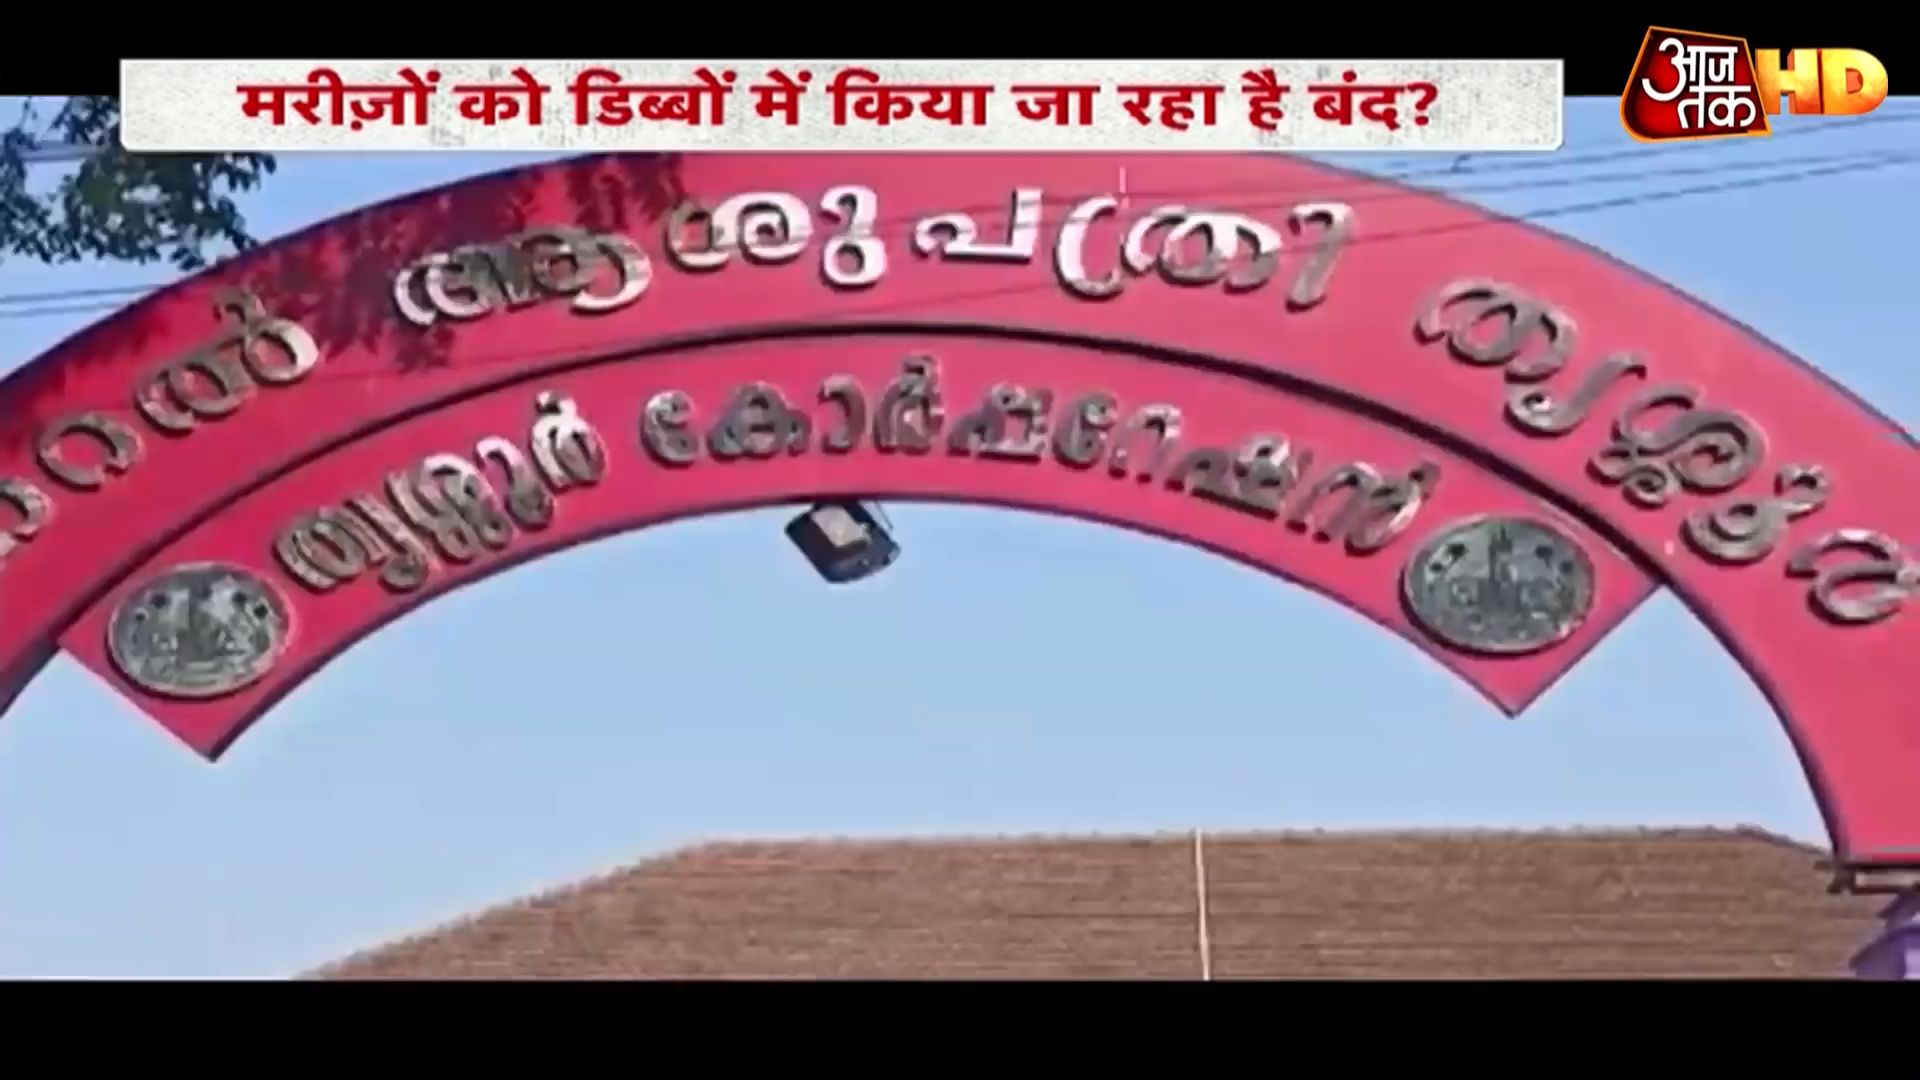 मरीज़ों को डिब्बों में किया जा रहा है बंद?
आज
तक HD
ആശുപത്രി തൃശ്ശൂർ
തൃശ്ശൂർ കോർപ്പറേഷൻ